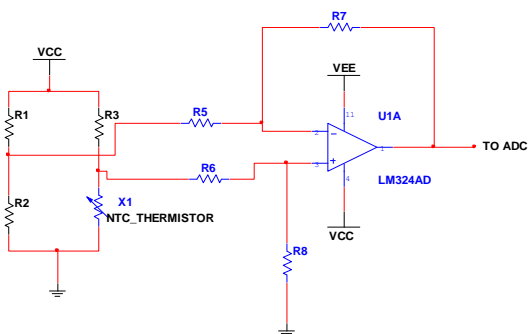 R7
VCC
VEE
R1
R3
R5
11
U1A
2
1
TO ADC
3
R6
4
LM324AD
X1
R2
NTC_THERMISTOR
VCC
R8